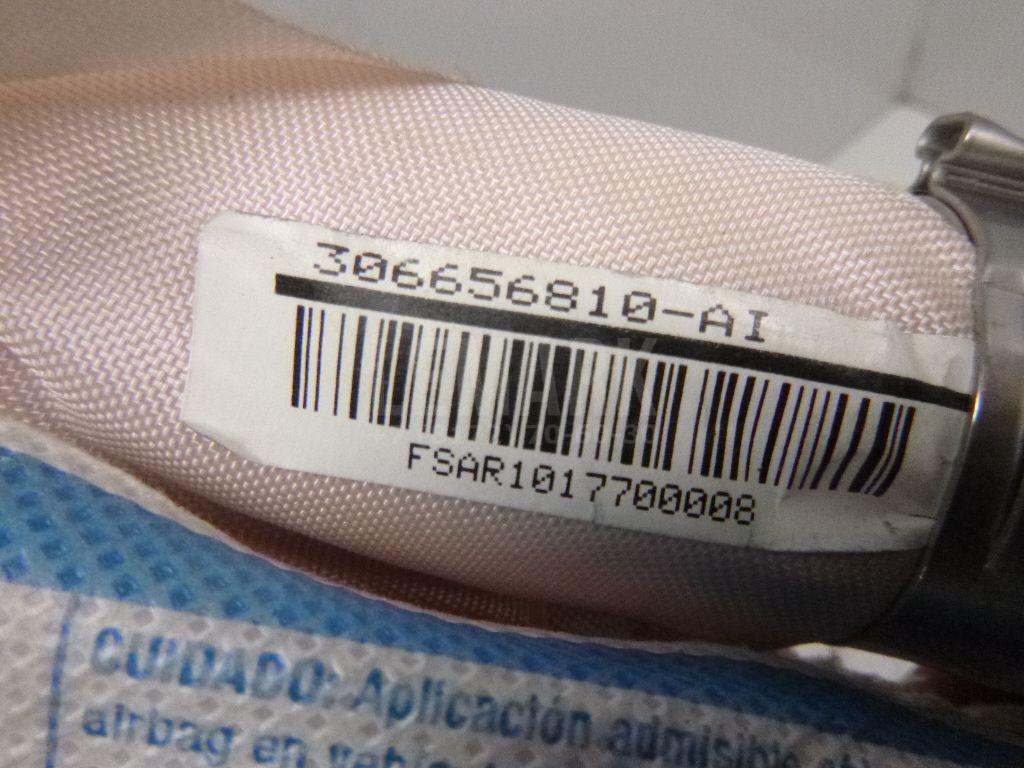 306656810-AI
FSAR1017700008
CUIDADO: Aplicación admisible
airbag en